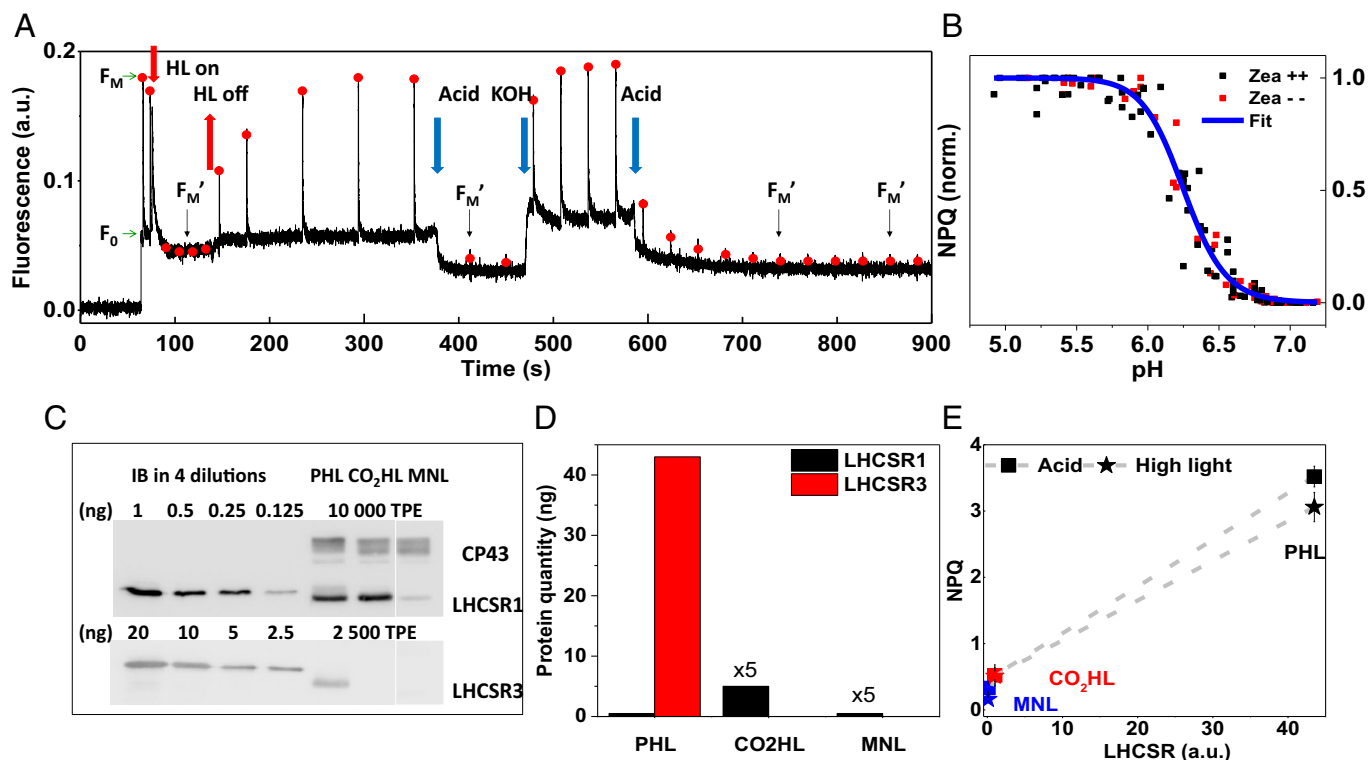 A
Fluorescence (a.u.)
0.2
0.1
0.0
F_M
F_0
HL on
HL off
Acid
KOH
Acid
F_M'
F_M'
F_M'
F_M'
0 100 200 300 400 500 600 700 800 900
Time (s)
B
Zea ++
Zea - -
Fit
1.0
0.5
0.0
NPQ (norm.)
5.0 5.5 6.0 6.5 7.0
pH
C
IB in 4 dilutions PHL CO₂HL MNL
(ng) 1 0.5 0.25 0.125 10 000 TPE
CP43
LHCSR1
(ng) 20 10 5 2.5 2 500 TPE
LHCSR3
D
Protein quantity (ng)
40
30
20
10
0
LHCSR1
LHCSR3
x5
x5
PHL CO2HL MNL
E
NPQ
4
3
2
1
0
Acid High light
PHL
CO₂HL
MNL
0 10 20 30 40
LHCSR (a.u.)